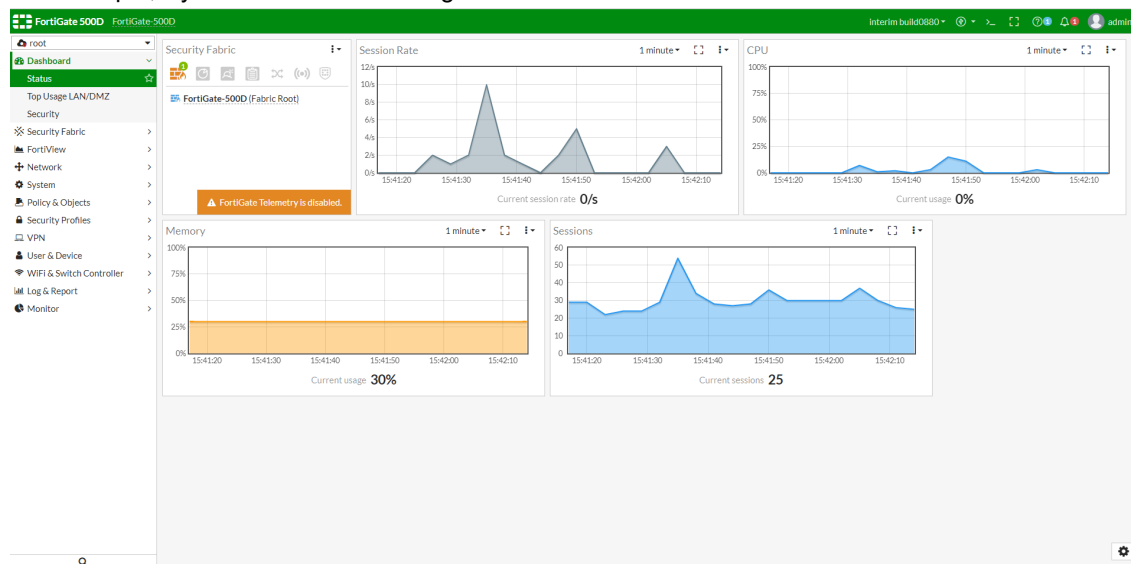 FortiGate 500D FortiGate-500D
interim build0880
1
1
admin
root
Dashboard
Status
Top Usage LAN/DMZ
Security
Security Fabric
FortiView
Network
System
Policy & Objects
Security Profiles
VPN
User & Device
WiFi & Switch Controller
Log & Report
Monitor
Security Fabric
1
FortiGate-500D (Fabric Root)
FortiGate Telemetry is disabled.
Session Rate
1 minute
12/s
10/s
8/s
6/s
4/s
2/s
0/s
15:41:20 15:41:30 15:41:40 15:41:50 15:42:00 15:42:10
Current session rate 0/s
CPU
1 minute
100%
75%
50%
25%
0%
15:41:20 15:41:30 15:41:40 15:41:50 15:42:00 15:42:10
Current usage 0%
Memory
1 minute
100%
75%
50%
25%
0%
15:41:20 15:41:30 15:41:40 15:41:50 15:42:00 15:42:10
Current usage 30%
Sessions
1 minute
60
50
40
30
20
10
0
15:41:20 15:41:30 15:41:40 15:41:50 15:42:00 15:42:10
Current sessions 25